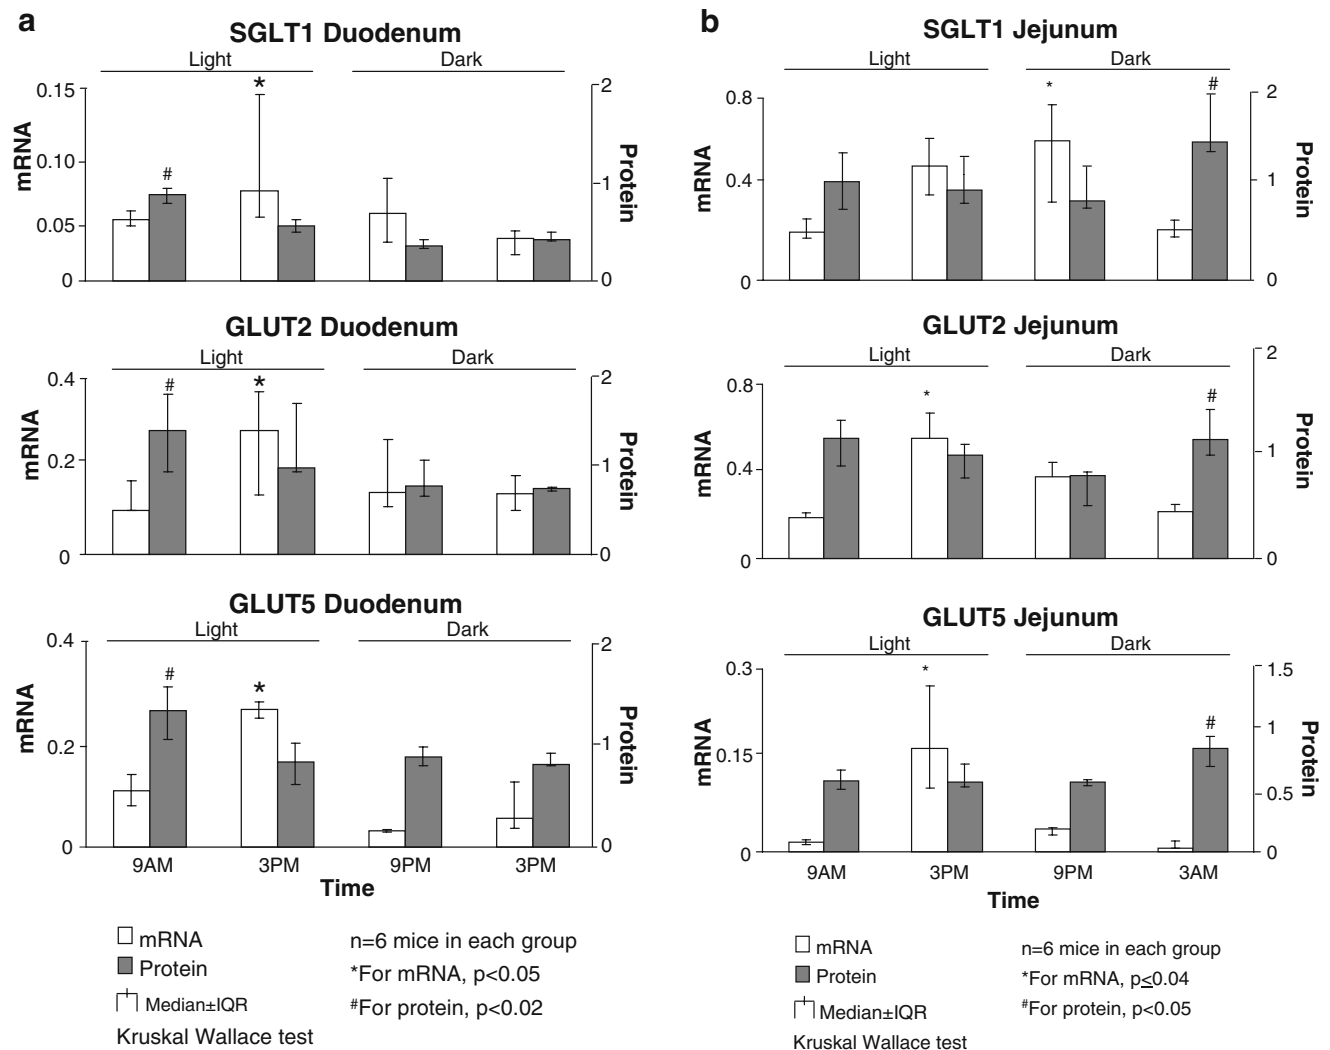 a
SGLT1 Duodenum
Light Dark
0.15
0.10
0.05
0
mRNA
*
#
2
1
0
Protein
GLUT2 Duodenum
Light Dark
0.4
0.2
0
mRNA
#
*
2
1
0
Protein
GLUT5 Duodenum
Light Dark
0.4
0.2
0
mRNA
#
*
2
1
0
Protein
9AM 3PM 9PM 3PM
Time
mRNA
Protein
Median±IQR
Kruskal Wallace test
n=6 mice in each group
*For mRNA, p<0.05
#For protein, p<0.02
b
SGLT1 Jejunum
Light Dark
0.8
0.4
0
mRNA
*
#
2
1
0
Protein
GLUT2 Jejunum
Light Dark
0.8
0.4
0
mRNA
*
#
2
1
0
Protein
GLUT5 Jejunum
Light Dark
0.3
0.15
0
mRNA
*
#
1.5
1
0.5
0
Protein
9AM 3PM 9PM 3AM
Time
mRNA
Protein
Median±IQR
Kruskal Wallace test
n=6 mice in each group
*For mRNA, p≤0.04
#For protein, p<0.05